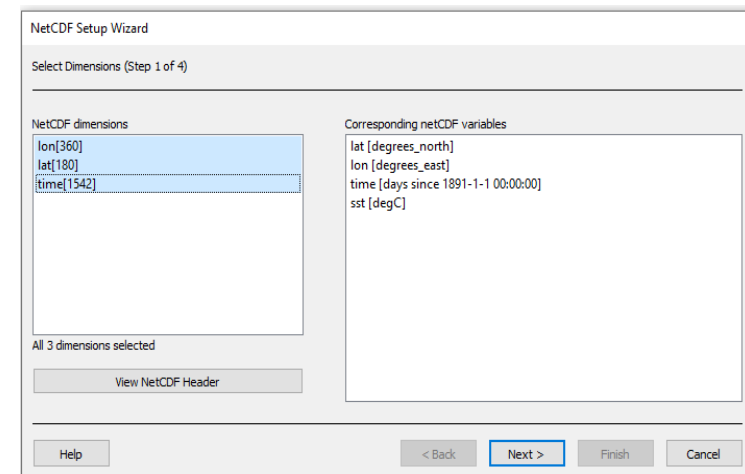 NetCDF Setup Wizard
Select Dimensions (Step 1 of 4)
NetCDF dimensions
lon[360]
lat[180]
time[1542]
All 3 dimensions selected
View NetCDF Header
Corresponding netCDF variables
lat [degrees_north]
lon [degrees_east]
time [days since 1891-1-1 00:00:00]
sst [degC]
Help
< Back
Next >
Finish
Cancel